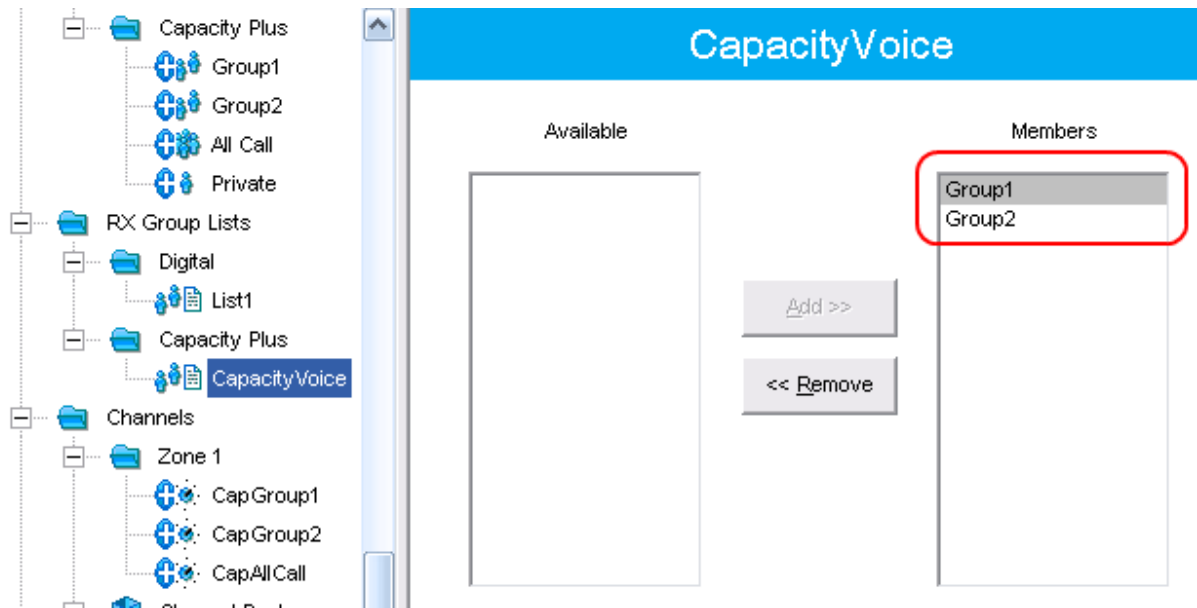 Capacity Plus
Group1
Group2
All Call
Private
RX Group Lists
Digital
List1
Capacity Plus
CapacityVoice
Channels
Zone 1
CapGroup1
CapGroup2
CapAllCall
CapacityVoice
Available
Members
Group1
Group2
Add >>
<< Remove